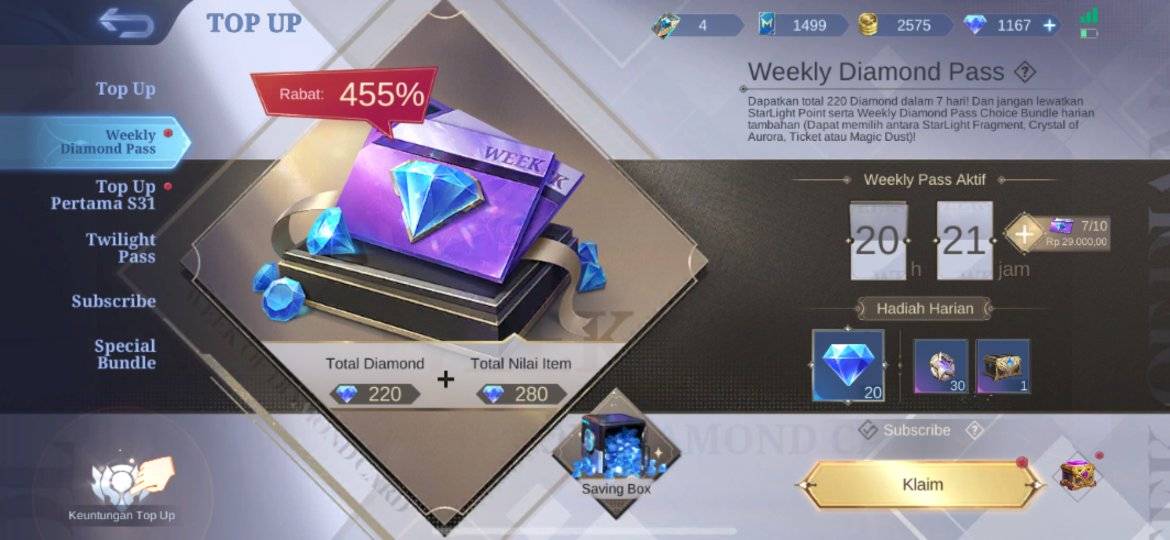 TOP UP
4
1499
2575
1167
Top Up
Weekly
Diamond Pass
Top Up
Pertama S31
Twilight
Pass
Subscribe
Special
Bundle
Keuntungan Top Up
Rabat: 455%
WEEK
K
Total Diamond
220
+
Total Nilai Item
280
Saving Box
Weekly Diamond Pass ?
Dapatkan total 220 Diamond dalam 7 hari! Dan jangan lewatkan
StarLight Point serta Weekly Diamond Pass Choice Bundle harian
tambahan (Dapat memilih antara StarLight Fragment, Crystal of
Aurora, Ticket atau Magic Dust)!
Weekly Pass Aktif
20 h 21 jam
7/10
Rp 29.000,00
Hadiah Harian
20
30
1
Subscribe ?
Klaim